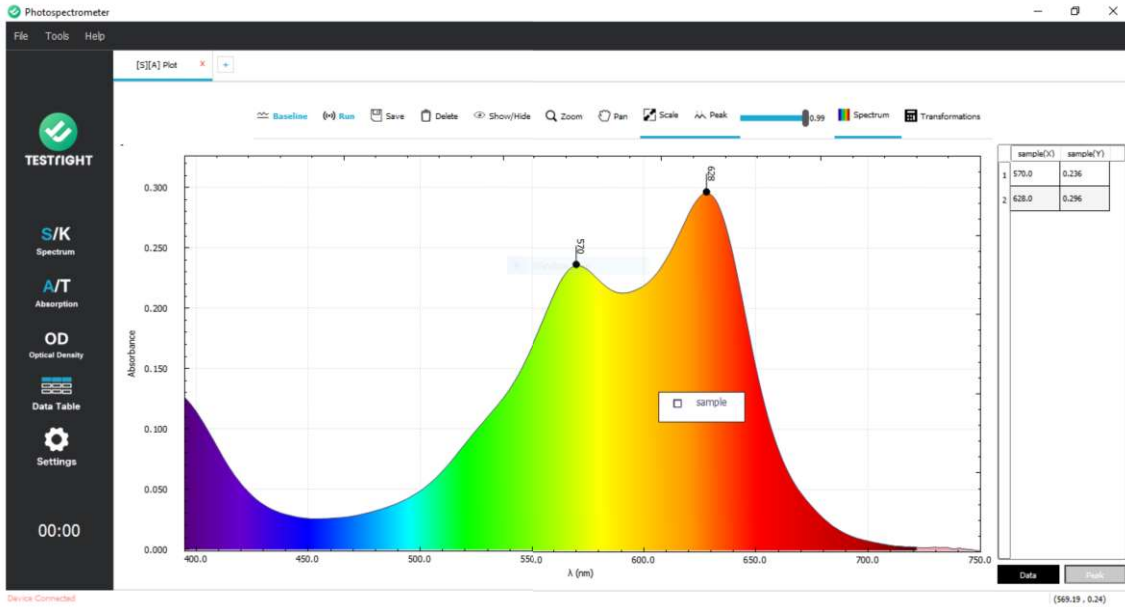 Photospectrometer
File Tools Help
[S][A] Plot x +
Baseline Run Save Delete Show/Hide Zoom Pan Scale Peak 0.99 Spectrum Transformations
TESTRIGHT
S/K
Spectrum
A/T
Absorption
OD
Optical Density
Data Table
Settings
00:00
Absorbance
0.300
0.250
0.200
0.150
0.100
0.050
0.000
570
628
sample
400.0 450.0 500.0 550.0 600.0 650.0 700.0 750.0
λ (nm)
sample(X) sample(Y)
1 570.0 0.236
2 628.0 0.296
Data Peak
Device Connected
(569.19 , 0.24)